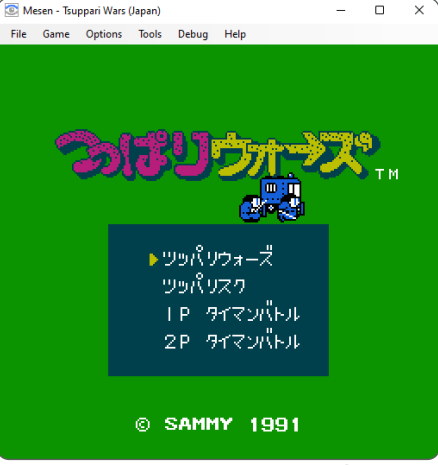 Mesen - Tsuppari Wars (Japan)
File Game Options Tools Debug Help
つっぱりウォーズ
TM
ツッパリウォーズ
ツッパリスク
1P タイマンバトル
2P タイマンバトル
© SAMMY 1991